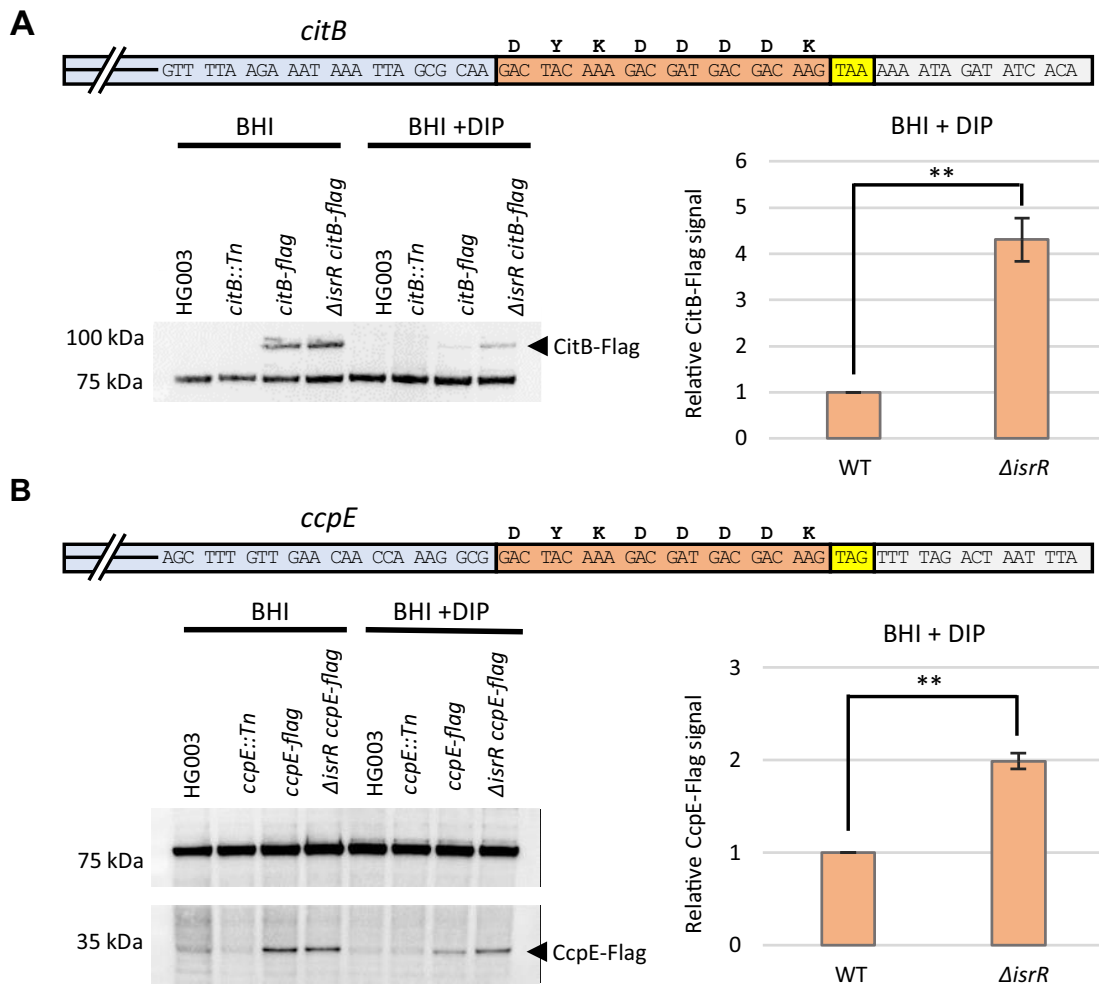 A
citB
D Y K D D D D K
GTT TTA AGA AAT AAA TTA GCG CAA GAC TAC AAA GAC GAT GAC GAC AAG TAA AAA ATA GAT ATC ACA
BHI
BHI +DIP
HG003
citB::Tn
citB-flag
ΔisrR citB-flag
HG003
citB::Tn
citB-flag
ΔisrR citB-flag
100 kDa
75 kDa
CitB-Flag
BHI + DIP
Relative CitB-Flag signal
6
5
4
3
2
1
0
**
WT
ΔisrR
B
ccpE
D Y K D D D D K
AGC TTT GTT GAA CAA CCA AAG GCG GAC TAC AAA GAC GAT GAC GAC AAG TAG TTT TAG ACT AAT TTA
BHI
BHI +DIP
HG003
ccpE::Tn
ccpE-flag
ΔisrR ccpE-flag
HG003
ccpE::Tn
ccpE-flag
ΔisrR ccpE-flag
75 kDa
35 kDa
CcpE-Flag
BHI + DIP
Relative CcpE-Flag signal
3
2
1
0
**
WT
ΔisrR